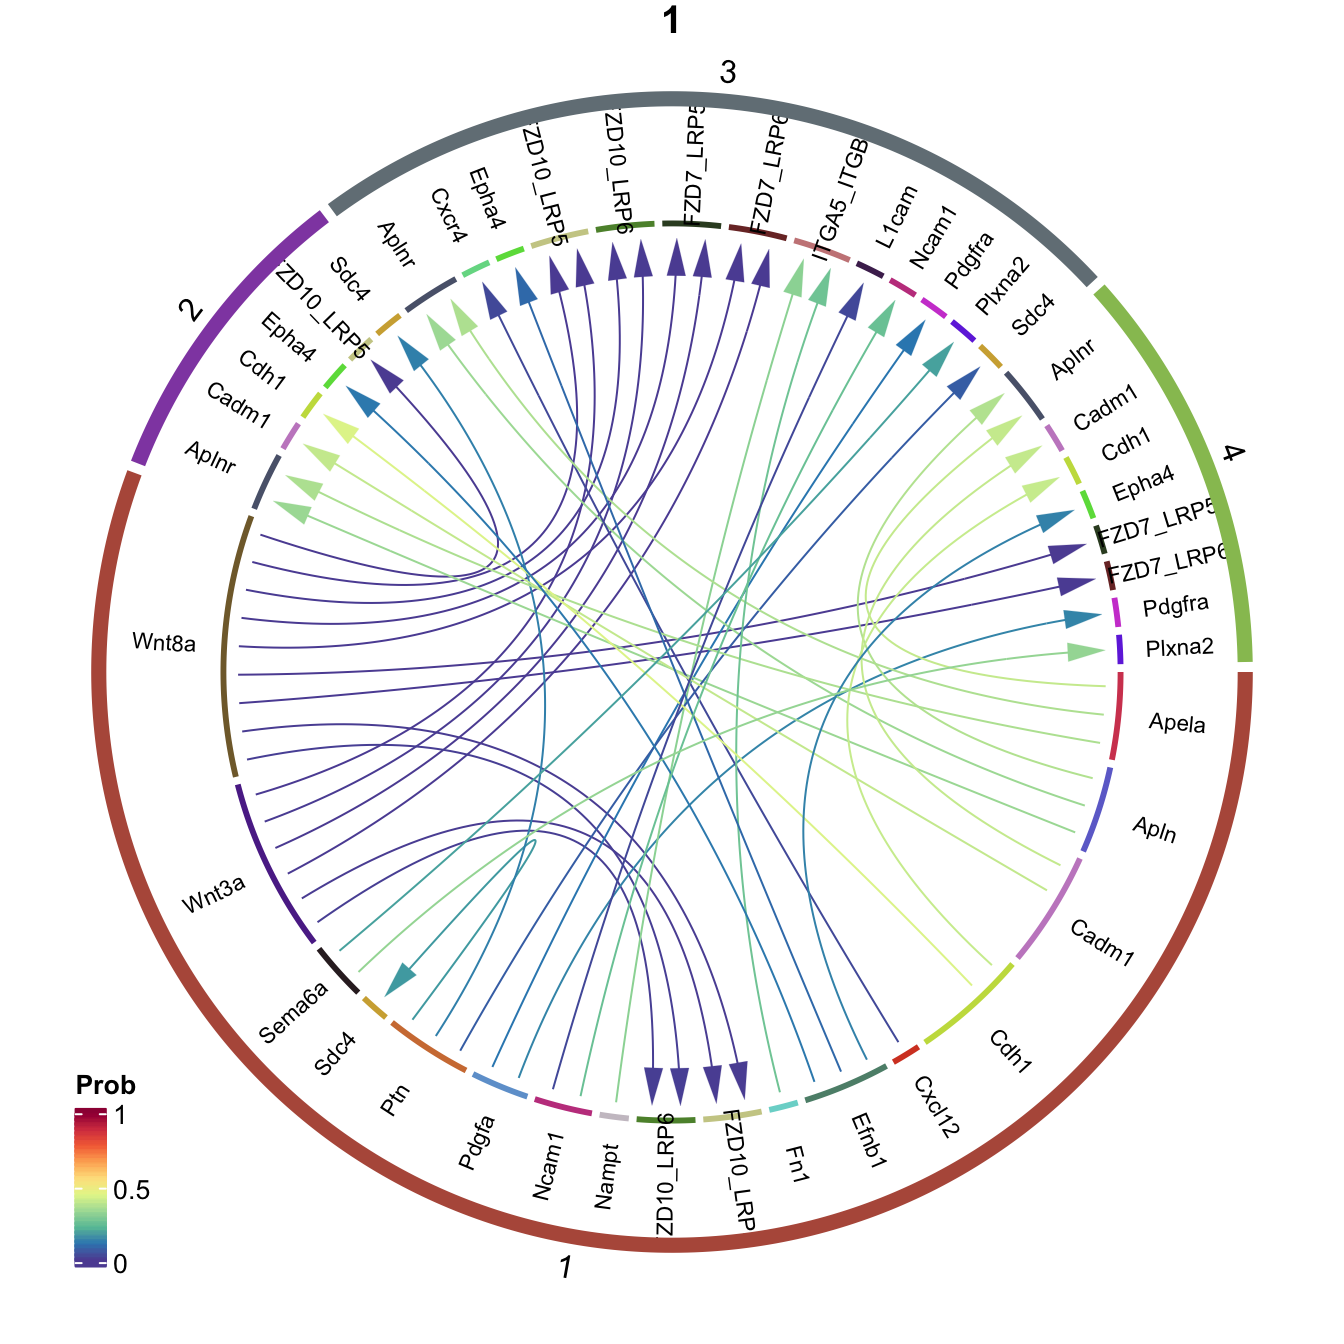 1
3
2
4
1
Aplnr
Cadm1
Cdh1
Epha4
ZD10_LRP5
Sdc4
Aplnr
Cxcr4
Epha4
ZD10_LRP5
ZD10_LRP6
FZD7_LRP5
FZD7_LRP6
ITGA5_ITGB
L1cam
Ncam1
Pdgfra
Plxna2
Sdc4
Aplnr
Cadm1
Cdh1
Epha4
FZD7_LRP5
FZD7_LRP6
Pdgfra
Plxna2
Apela
Apln
Cadm1
Cdh1
Cxcl12
Efnb1
Fn1
FZD10_LRP
ZD10_LRP6
Nampt
Ncam1
Pdgfa
Ptn
Sdc4
Sema6a
Wnt3a
Wnt8a
Prob
1
0.5
0